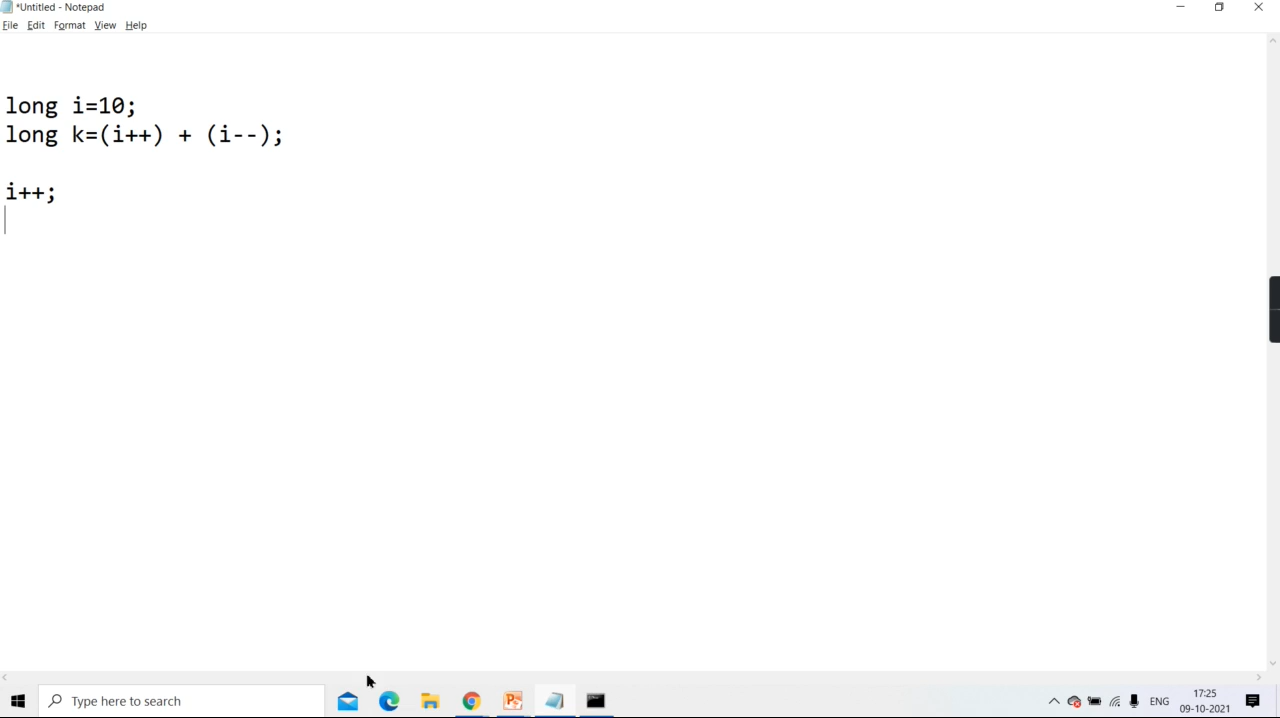 *Untitled - Notepad
File Edit Format View Help
long i=10;
long k=(i++) + (i--);
i++;
Type here to search
ENG
17:25
09-10-2021